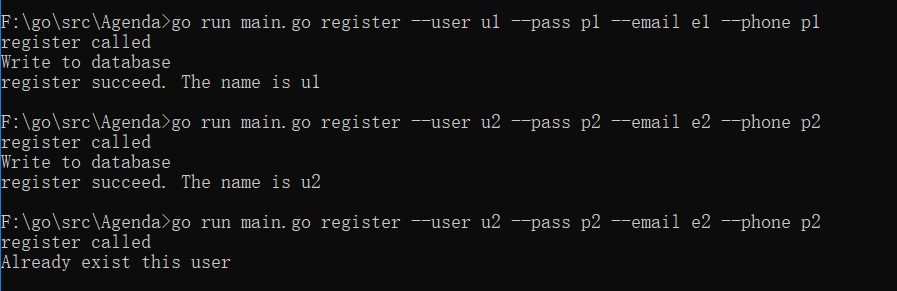 F:\go\src\Agenda>go run main.go register --user u1 --pass p1 --email e1 --phone p1
register called
Write to database
register succeed. The name is u1
F:\go\src\Agenda>go run main.go register --user u2 --pass p2 --email e2 --phone p2
register called
Write to database
register succeed. The name is u2
F:\go\src\Agenda>go run main.go register --user u2 --pass p2 --email e2 --phone p2
register called
Already exist this user